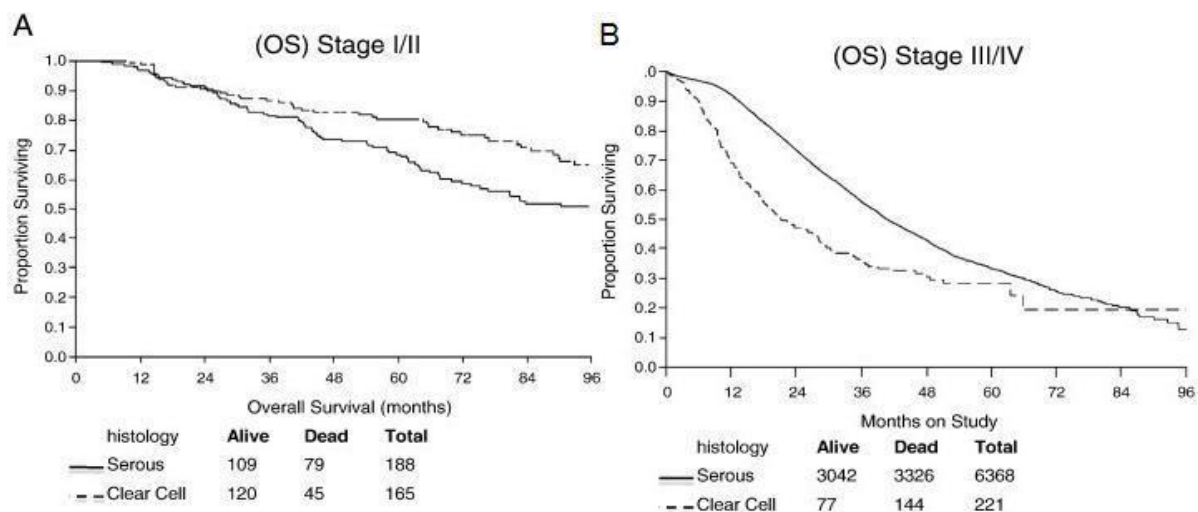 A
(OS) Stage I/II
1.0
0.9
0.8
0.7
0.6
0.5
0.4
0.3
0.2
0.1
0.0
Proportion Surviving
0 12 24 36 48 60 72 84 96
Overall Survival (months)
histology Alive Dead Total
Serous 109 79 188
Clear Cell 120 45 165
B
(OS) Stage III/IV
.0
0.9
0.8
0.7
0.6
0.5
0.4
0.3
0.2
0.1
0.0
Proportion Surviving
0 12 24 36 48 60 72 84 96
Months on Study
histology Alive Dead Total
Serous 3042 3326 6368
Clear Cell 77 144 221